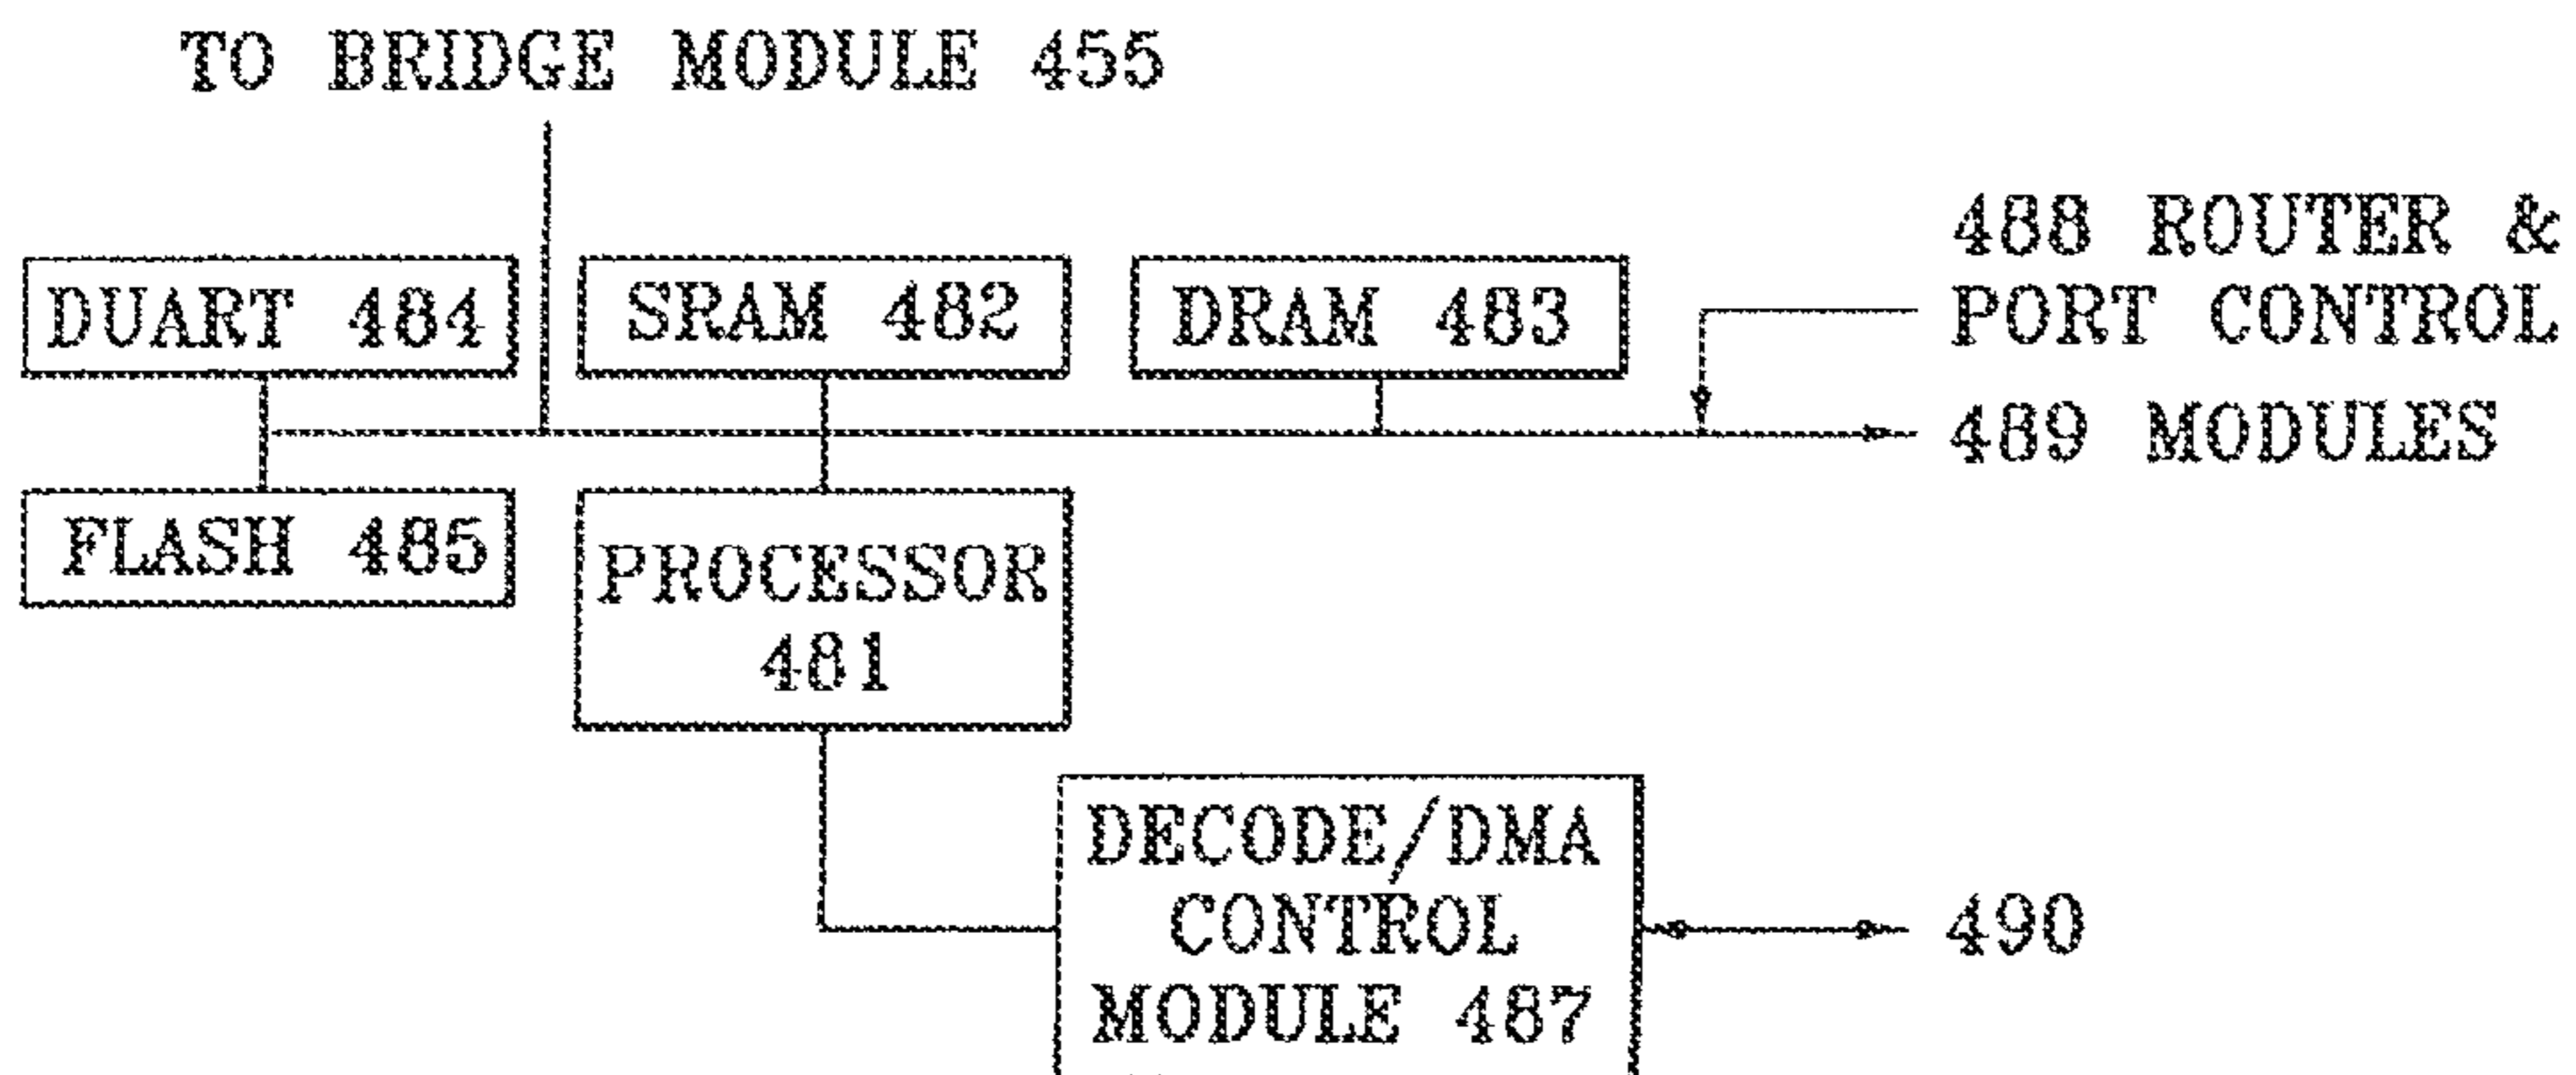 TO BRIDGE MODULE 455
DUART 484
SRAM 482
DRAM 483
488 ROUTER &
PORT CONTROL
489 MODULES
FLASH 485
PROCESSOR
481
DECODE/DMA
CONTROL
MODULE 487
490